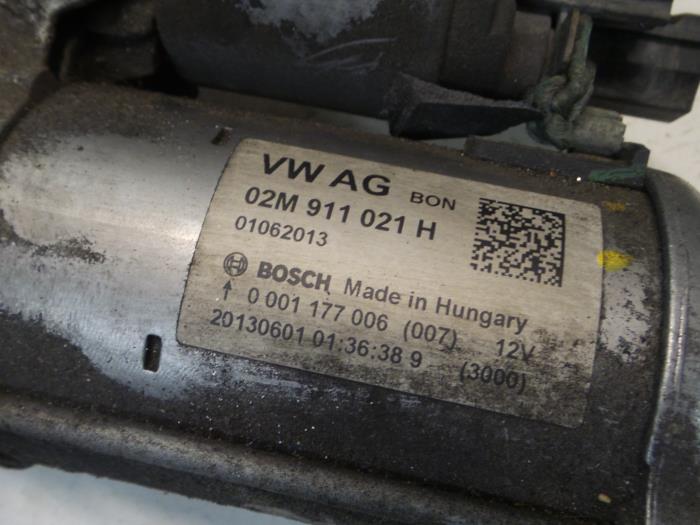 VW AG BON
02M 911 021 H
01062013
BOSCH Made in Hungary
↑ 0 001 177 006 (007) 12V
20130601 01:36:38 9 (3000)